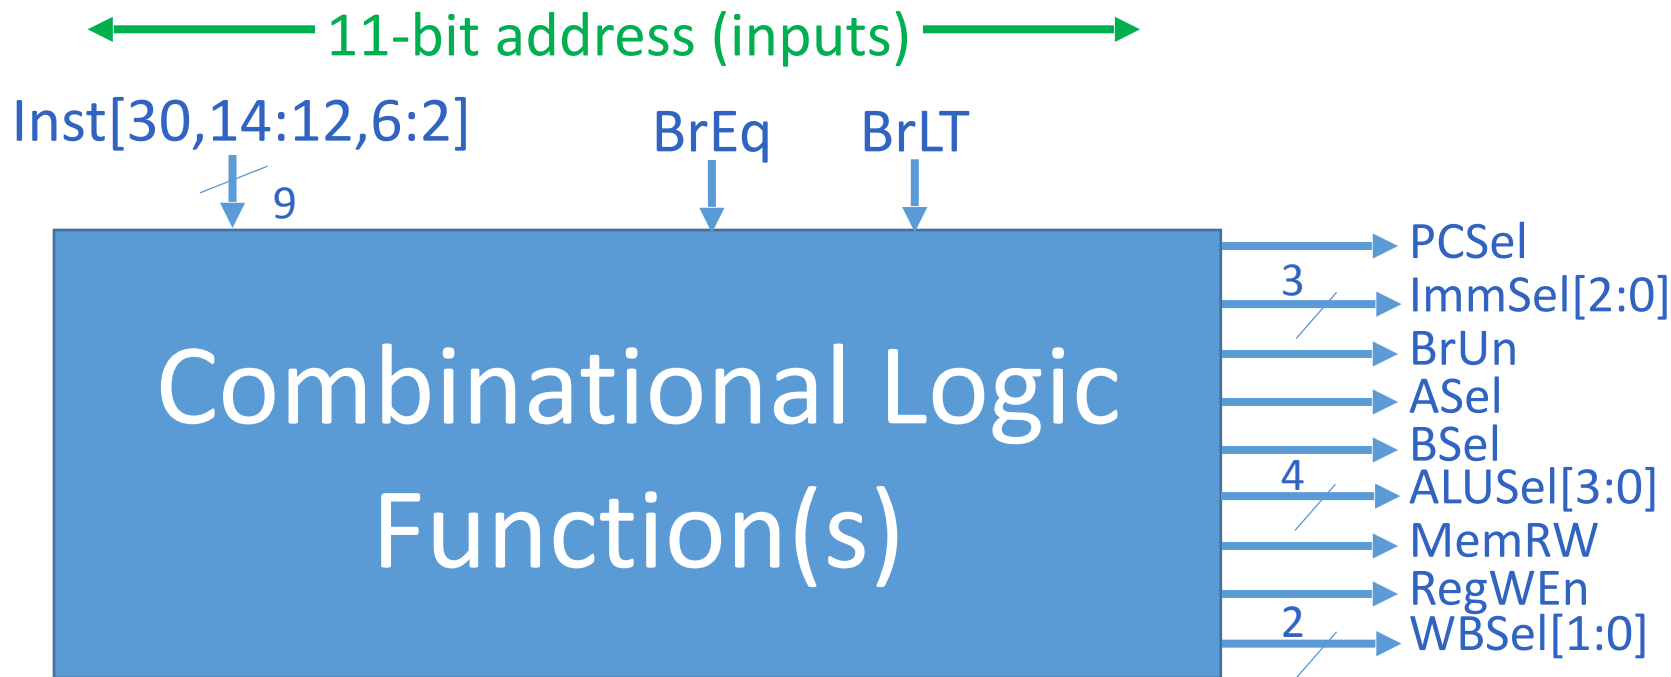 11-bit address (inputs)
Inst[30,14:12,6:2]
BrEq
BrLT
9
Combinational Logic
Function(s)
PCSel
3
ImmSel[2:0]
BrUn
ASel
BSel
4
ALUSel[3:0]
MemRW
RegWEn
2
WBSel[1:0]